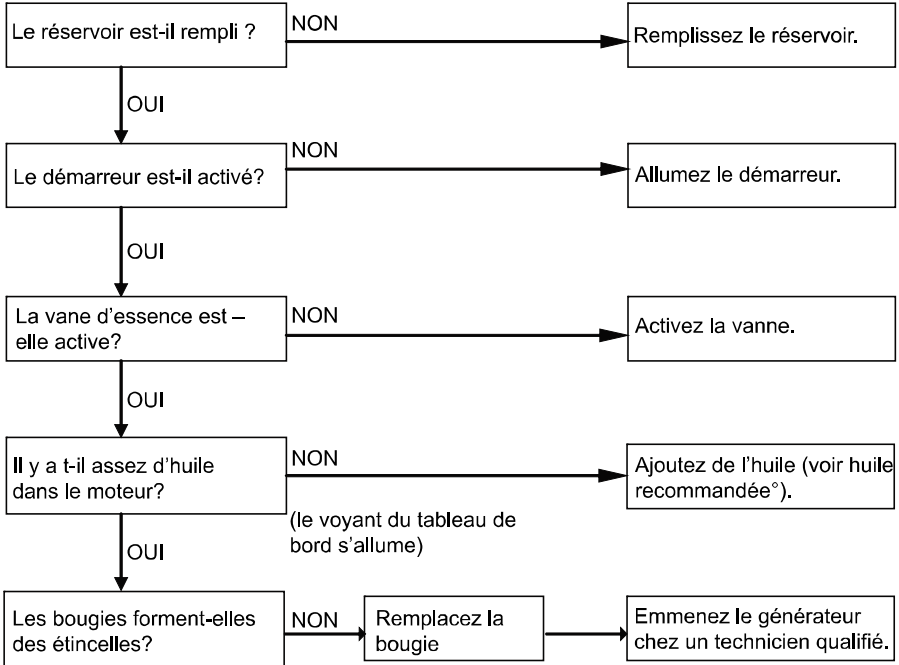 Le réservoir est-il rempli ?
NON
Remplissez le réservoir.
OUI
Le démarreur est-il activé?
NON
Allumez le démarreur.
OUI
La vane d'essence est –
elle active?
NON
Activez la vanne.
OUI
Il y a t-il assez d'huile
dans le moteur?
NON
(le voyant du tableau de
bord s'allume)
Ajoutez de l'huile (voir huile
recommandée°).
OUI
Les bougies forment-elles
des étincelles?
NON
Remplacez la
bougie
Emmenez le générateur
chez un technicien qualifié.